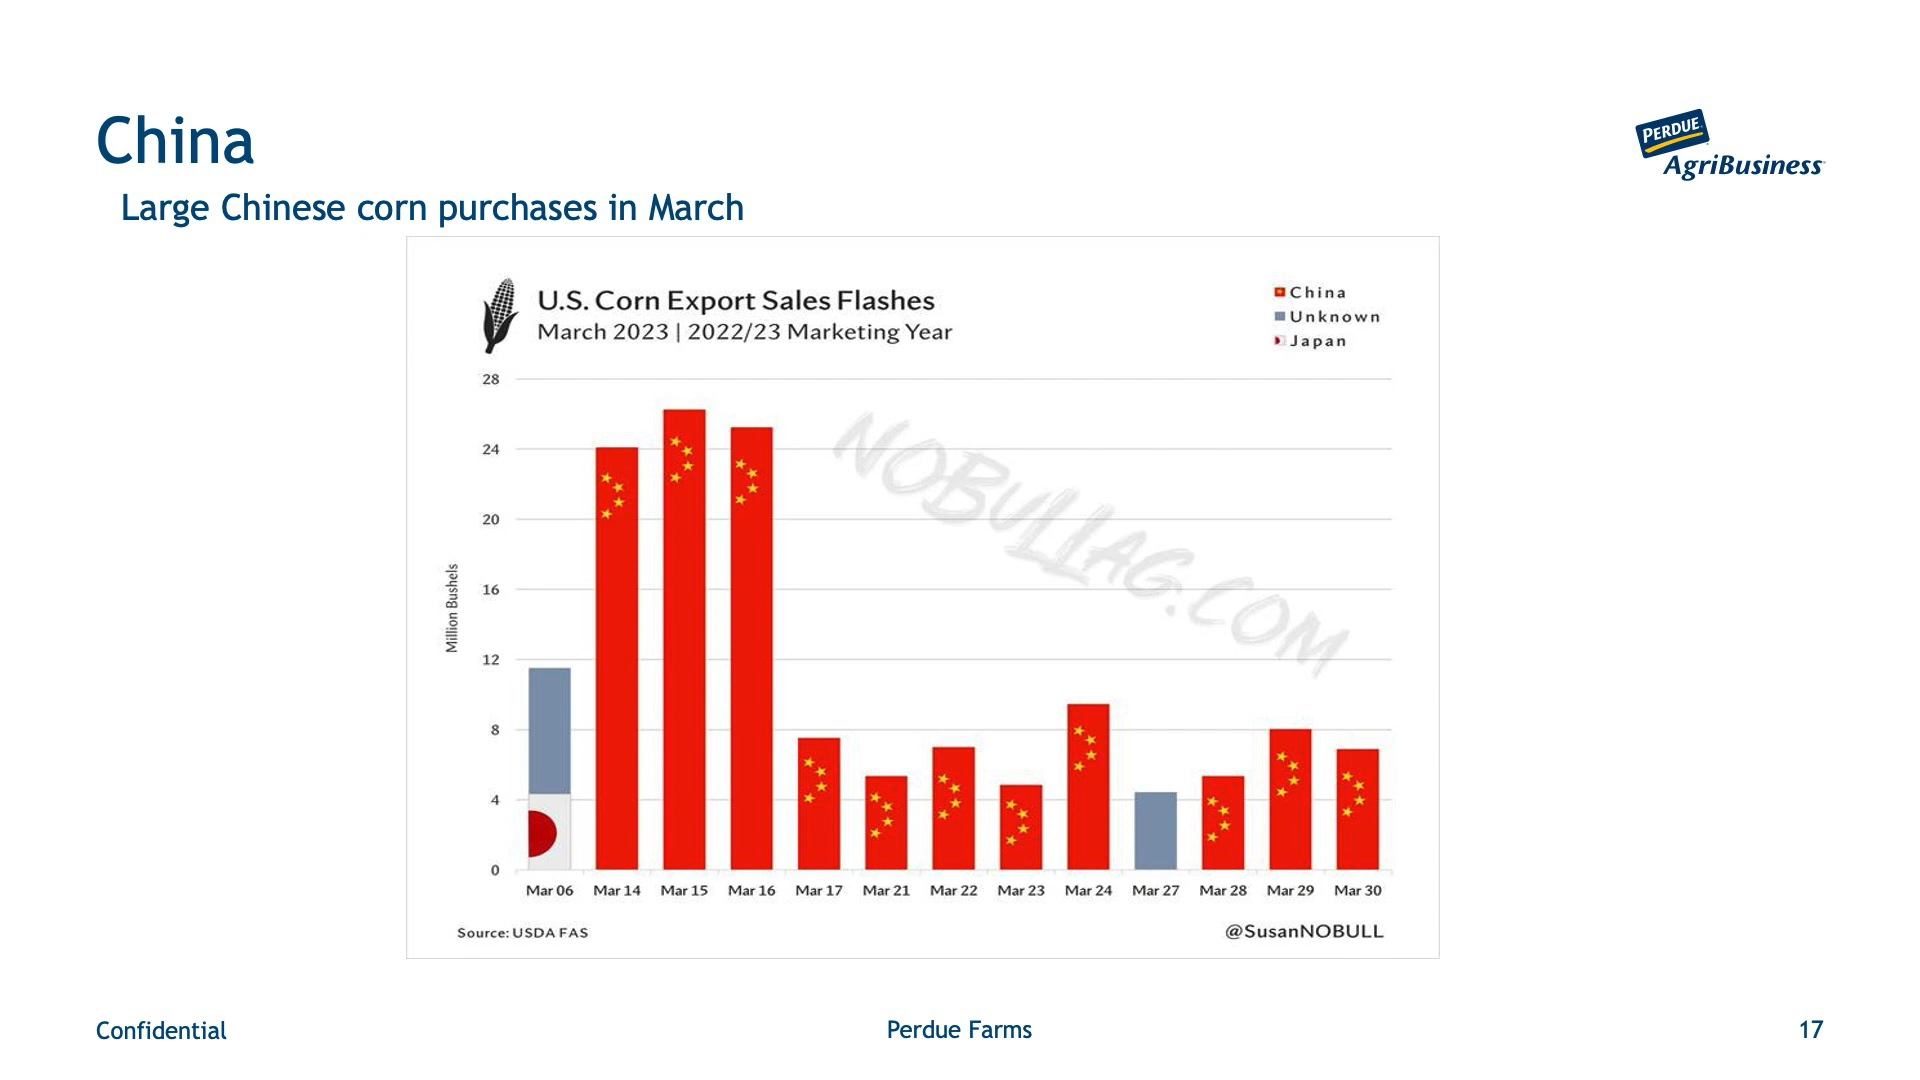 China
PERDUE
AgriBusiness
Large Chinese corn purchases in March
U.S. Corn Export Sales Flashes
March 2023 | 2022/23 Marketing Year
China
Unknown
Japan
28
24
20
16
12
8
4
0
Million Bushels
NOBULLAG.COM
Mar 06 Mar 14 Mar 15 Mar 16 Mar 17 Mar 21 Mar 22 Mar 23 Mar 24 Mar 27 Mar 28 Mar 29 Mar 30
Source: USDA FAS
@SusanNOBULL
Confidential
Perdue Farms
17